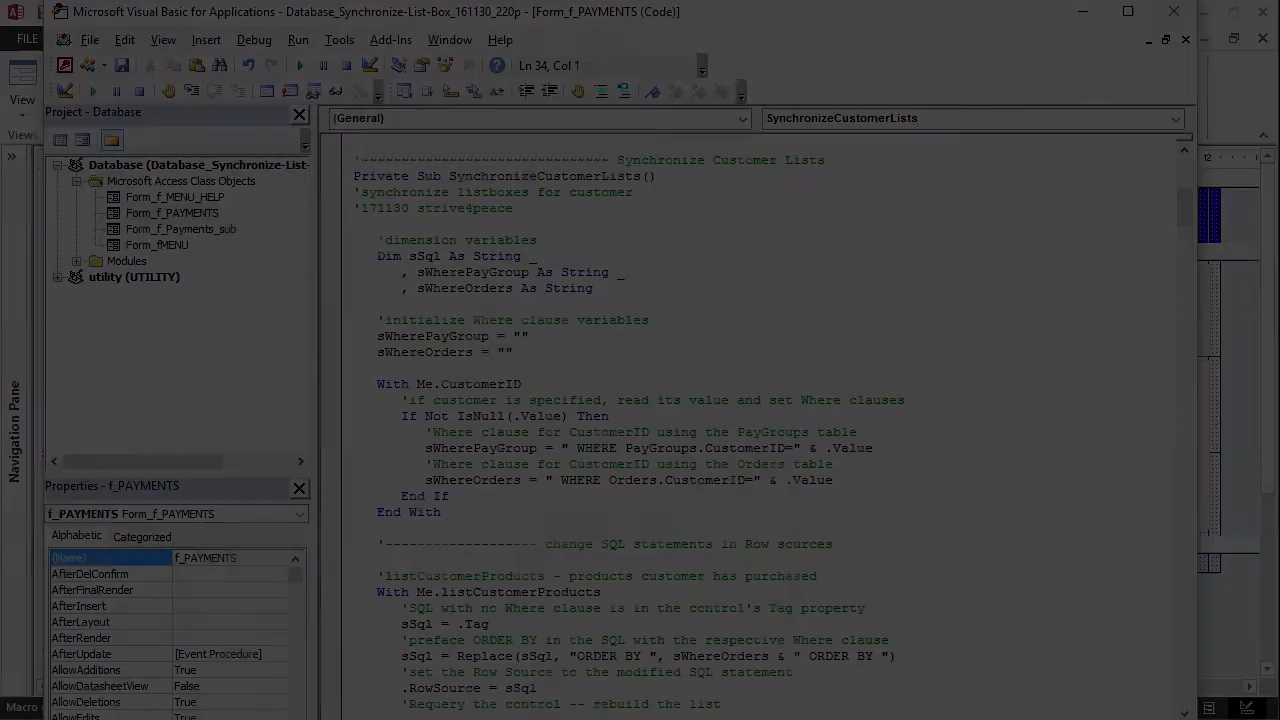 Microsoft Visual Basic for Applications - Database_Synchronize-List-Box_161130_220p - [Form_f_PAYMENTS (Code)]
FILE
File Edit View Insert Debug Run Tools Add-Ins Window Help
Ln 34, Col 1
View
Views
Project - Database
(General)
SynchronizeCustomerLists
Database (Database_Synchronize-List-
Microsoft Access Class Objects
Form_f_MENU_HELP
Form_f_PAYMENTS
Form_f_Payments_sub
Form_fMENU
Modules
utility (UTILITY)
Navigation Pane
Properties - f_PAYMENTS
f_PAYMENTS Form_f_PAYMENTS
Alphabetic Categorized
(Name) f_PAYMENTS
AfterDelConfirm
AfterFinalRender
AfterInsert
AfterLayout
AfterRender
AfterUpdate [Event Procedure]
AllowAdditions True
AllowDatasheetView False
AllowDeletions True
AllowEdits True
Macro
'---------------------------- Synchronize Customer Lists
Private Sub SynchronizeCustomerLists()
'synchronize listboxes for customer
'171130 strive4peace
'dimension variables
Dim sSql As String _
, sWherePayGroup As String _
, sWhereOrders As String
'initialize Where clause variables
sWherePayGroup = ""
sWhereOrders = ""
With Me.CustomerID
'if customer is specified, read its value and set Where clauses
If Not IsNull(.Value) Then
'Where clause for CustomerID using the PayGroups table
sWherePayGroup = " WHERE PayGroups.CustomerID=" & .Value
'Where clause for CustomerID using the Orders table
sWhereOrders = " WHERE Orders.CustomerID=" & .Value
End If
End With
'------------------- change SQL statements in Row sources
'listCustomerProducts - products customer has purchased
With Me.listCustomerProducts
'SQL with no Where clause is in the control's Tag property
sSql = .Tag
'preface ORDER BY in the SQL with the respective Where clause
sSql = Replace(sSql, "ORDER BY ", sWhereOrders & " ORDER BY ")
'set the Row Source to the modified SQL statement
.RowSource = sSql
'Requery the control -- rebuild the list
12